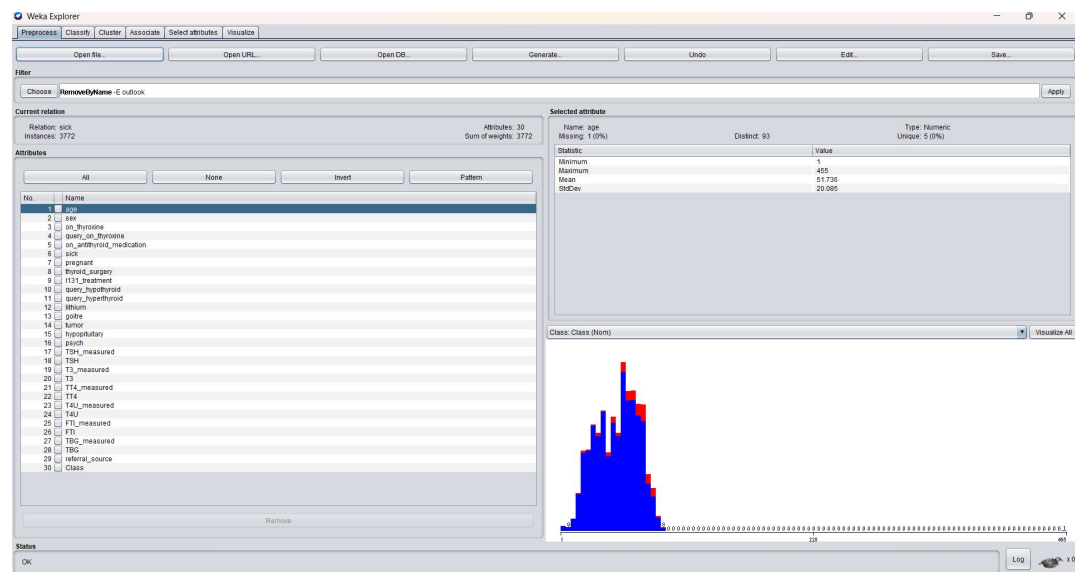 Weka Explorer
Preprocess Classify Cluster Associate Select attributes Visualize
Open file... Open URL... Open DB... Generate... Undo Edit... Save...
Filter
Choose RemoveByName -E outlook Apply
Current relation
Relation: sick Attributes: 30
Instances: 3772 Sum of weights: 3772
Attributes
All None Invert Pattern
No. Name
1 age
2 sex
3 on_thyroxine
4 query_on_thyroxine
5 on_antithyroid_medication
6 sick
7 pregnant
8 thyroid_surgery
9 I131_treatment
10 query_hypothyroid
11 query_hyperthyroid
12 lithium
13 goitre
14 tumor
15 hypopituitary
16 psych
17 TSH_measured
18 TSH
19 T3_measured
20 T3
21 TT4_measured
22 TT4
23 T4U_measured
24 T4U
25 FTI_measured
26 FTI
27 TBG_measured
28 TBG
29 referral_source
30 Class
Remove
Selected attribute
Name: age Type: Numeric
Missing: 1 (0%) Distinct: 93 Unique: 5 (0%)
Statistic Value
Minimum 1
Maximum 455
Mean 51.736
StdDev 20.085
Class: Class (Nom) Visualize All
1 228 455
Status
OK Log x 0